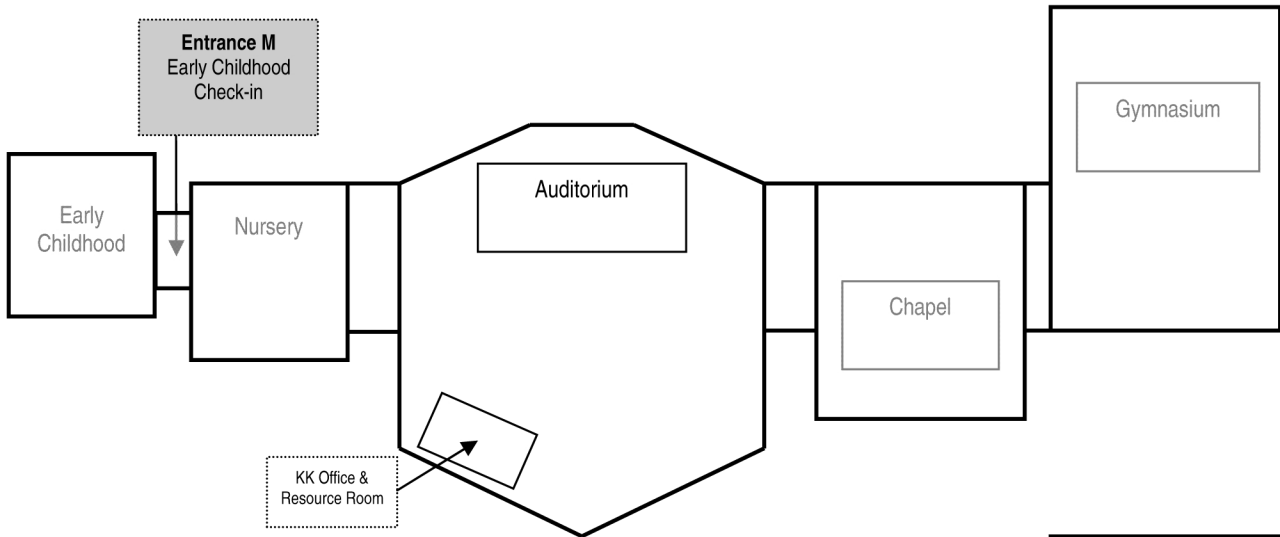 Entrance M
Early Childhood
Check-in
Early
Childhood
Nursery
Auditorium
Chapel
Gymnasium
KK Office &
Resource Room